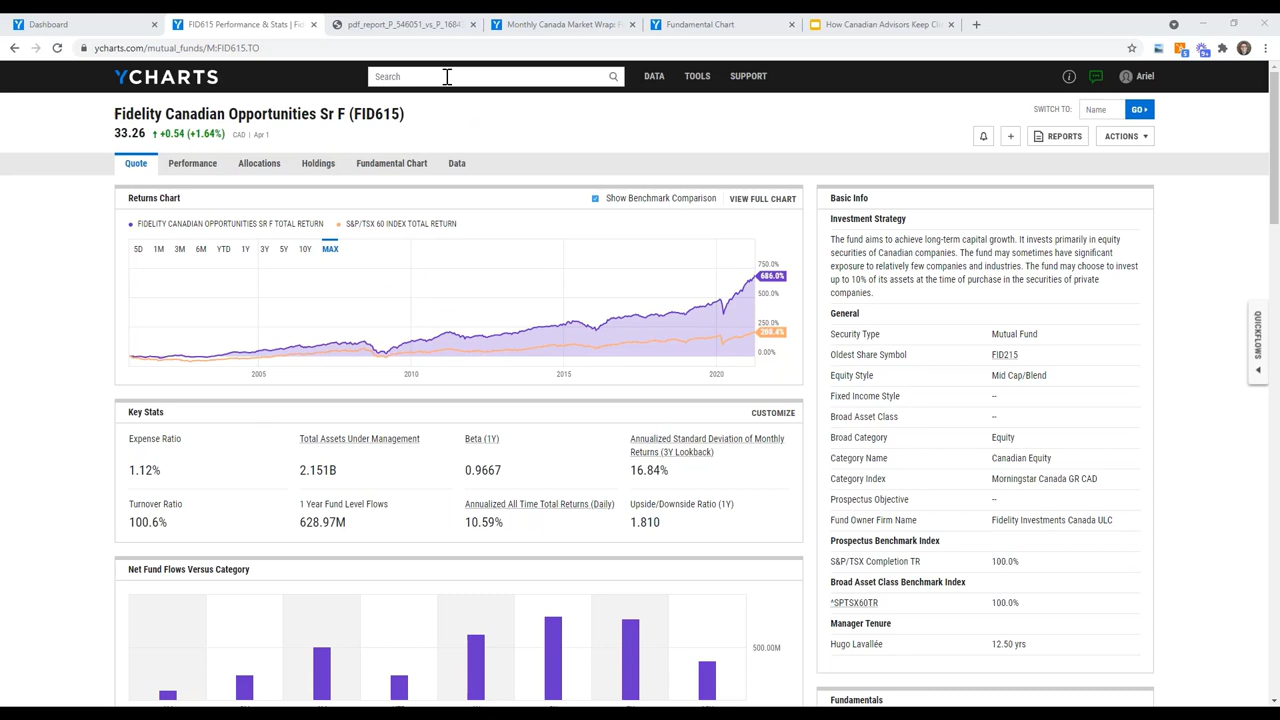 Dashboard
FID615 Performance & Stats | Fid
pdf_report_P_546051_vs_P_1684
Monthly Canada Market Wrap: F
Fundamental Chart
How Canadian Advisors Keep Cli
ycharts.com/mutual_funds/M:FID615.TO
5
9+
YCHARTS
Search
DATA
TOOLS
SUPPORT
Ariel
Fidelity Canadian Opportunities Sr F (FID615)
SWITCH TO:
Name
GO
33.26 ↑ +0.54 (+1.64%) CAD | Apr 1
REPORTS
ACTIONS
Quote
Performance
Allocations
Holdings
Fundamental Chart
Data
Returns Chart
Show Benchmark Comparison
VIEW FULL CHART
• FIDELITY CANADIAN OPPORTUNITIES SR F TOTAL RETURN
• S&P/TSX 60 INDEX TOTAL RETURN
5D 1M 3M 6M YTD 1Y 3Y 5Y 10Y MAX
750.0%
686.0%
500.0%
250.0%
0.00%
2005
2010
2015
2020
Key Stats
CUSTOMIZE
Expense Ratio
1.12%
Total Assets Under Management
2.151B
Beta (1Y)
0.9667
Annualized Standard Deviation of Monthly
Returns (3Y Lookback)
16.84%
Turnover Ratio
100.6%
1 Year Fund Level Flows
628.97M
Annualized All Time Total Returns (Daily)
10.59%
Upside/Downside Ratio (1Y)
1.810
Net Fund Flows Versus Category
500.00M
Basic Info
Investment Strategy
The fund aims to achieve long-term capital growth. It invests primarily in equity
securities of Canadian companies. The fund may sometimes have significant
exposure to relatively few companies and industries. The fund may choose to invest
up to 10% of its assets at the time of purchase in the securities of private
companies.
General
Security Type Mutual Fund
Oldest Share Symbol FID215
Equity Style Mid Cap/Blend
Fixed Income Style --
Broad Asset Class --
Broad Category Equity
Category Name Canadian Equity
Category Index Morningstar Canada GR CAD
Prospectus Objective --
Fund Owner Firm Name Fidelity Investments Canada ULC
Prospectus Benchmark Index
S&P/TSX Completion TR 100.0%
Broad Asset Class Benchmark Index
^SPTSX60TR 100.0%
Manager Tenure
Hugo Lavallée 12.50 yrs
Fundamentals
QUICKFLOWS